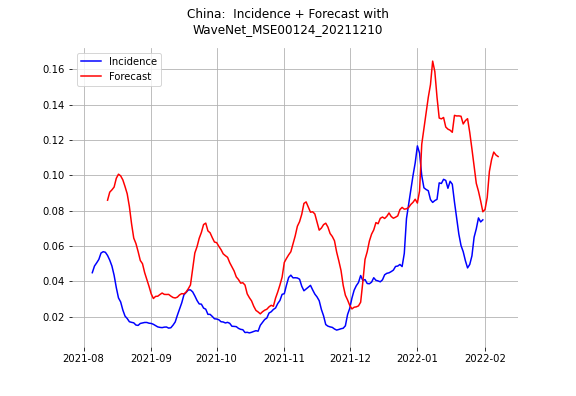 China:  Incidence + Forecast with
WaveNet_MSE00124_20211210
Incidence
Forecast
0.16
0.14
0.12
0.10
0.08
0.06
0.04
0.02
2021-08 2021-09 2021-10 2021-11 2021-12 2022-01 2022-02